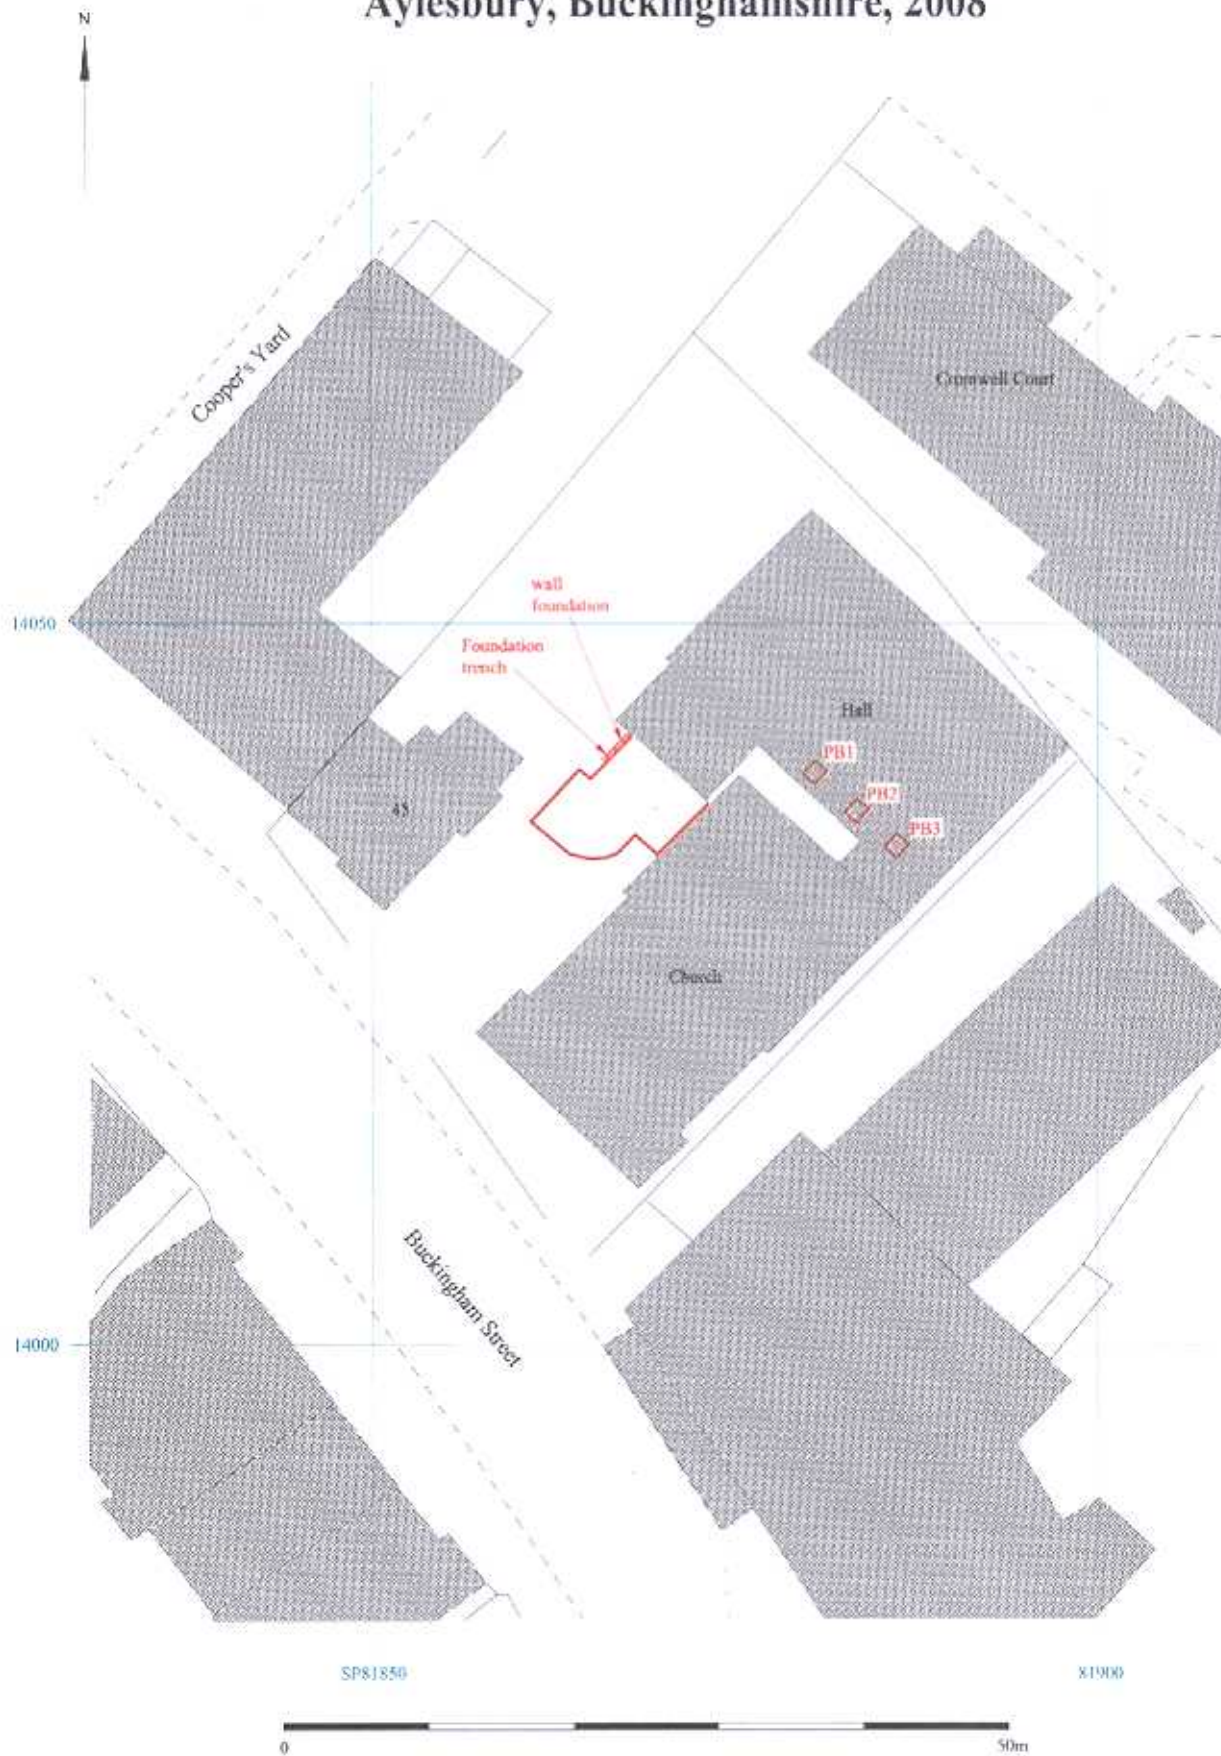 Aylesbury, Buckinghamshire, 2008
N
Cooper's Yard
Cromwell Court
wall
foundation
14050
Foundation
trench
Hall
PB1
45
PB2
PB3
Church
Buckingham Street
14000
SP81850
81900
0
50m